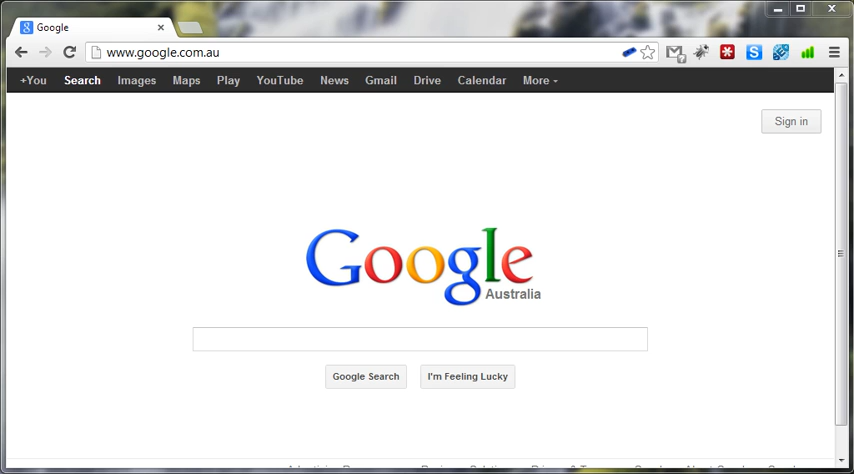 Google
www.google.com.au
+You Search Images Maps Play YouTube News Gmail Drive Calendar More
Sign in
Google
Australia
Google Search I'm Feeling Lucky